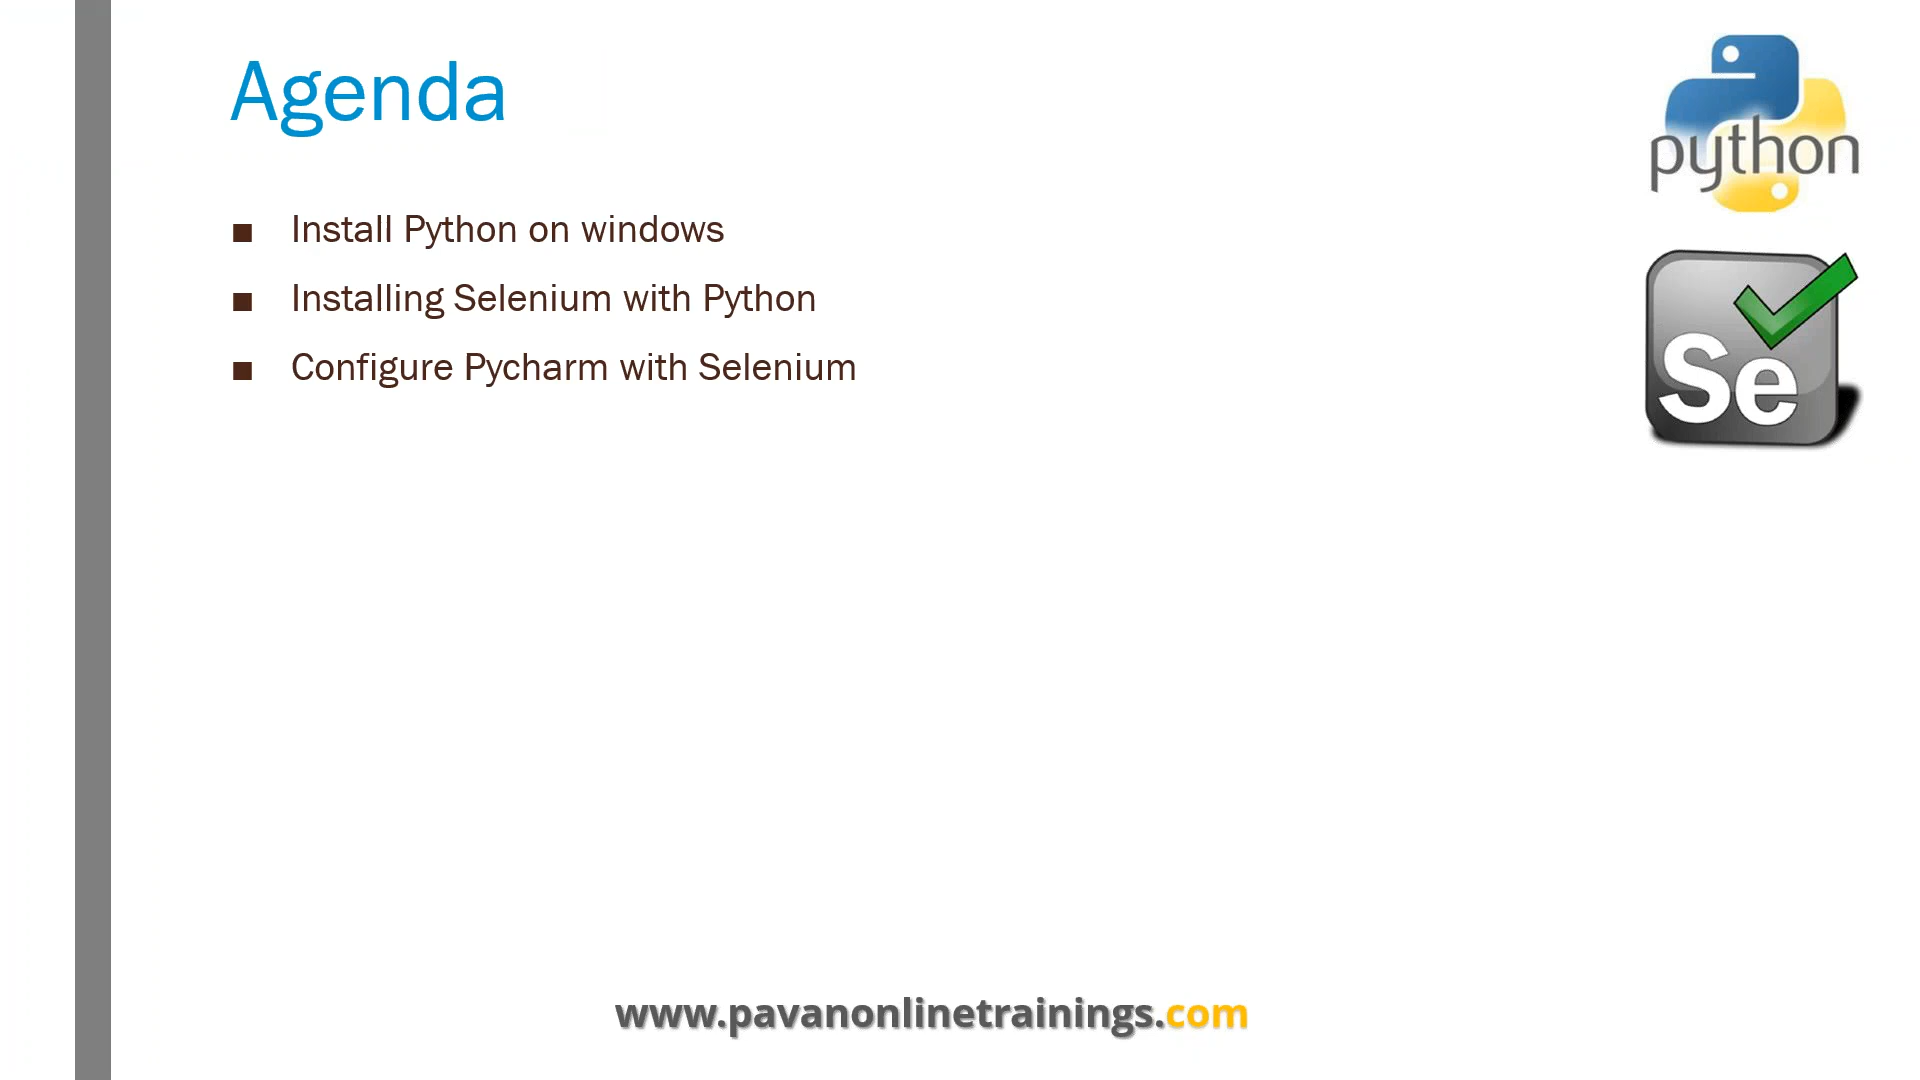 Agenda
■ Install Python on windows
■ Installing Selenium with Python
■ Configure Pycharm with Selenium
python
Se
www.pavanonlinetrainings.com